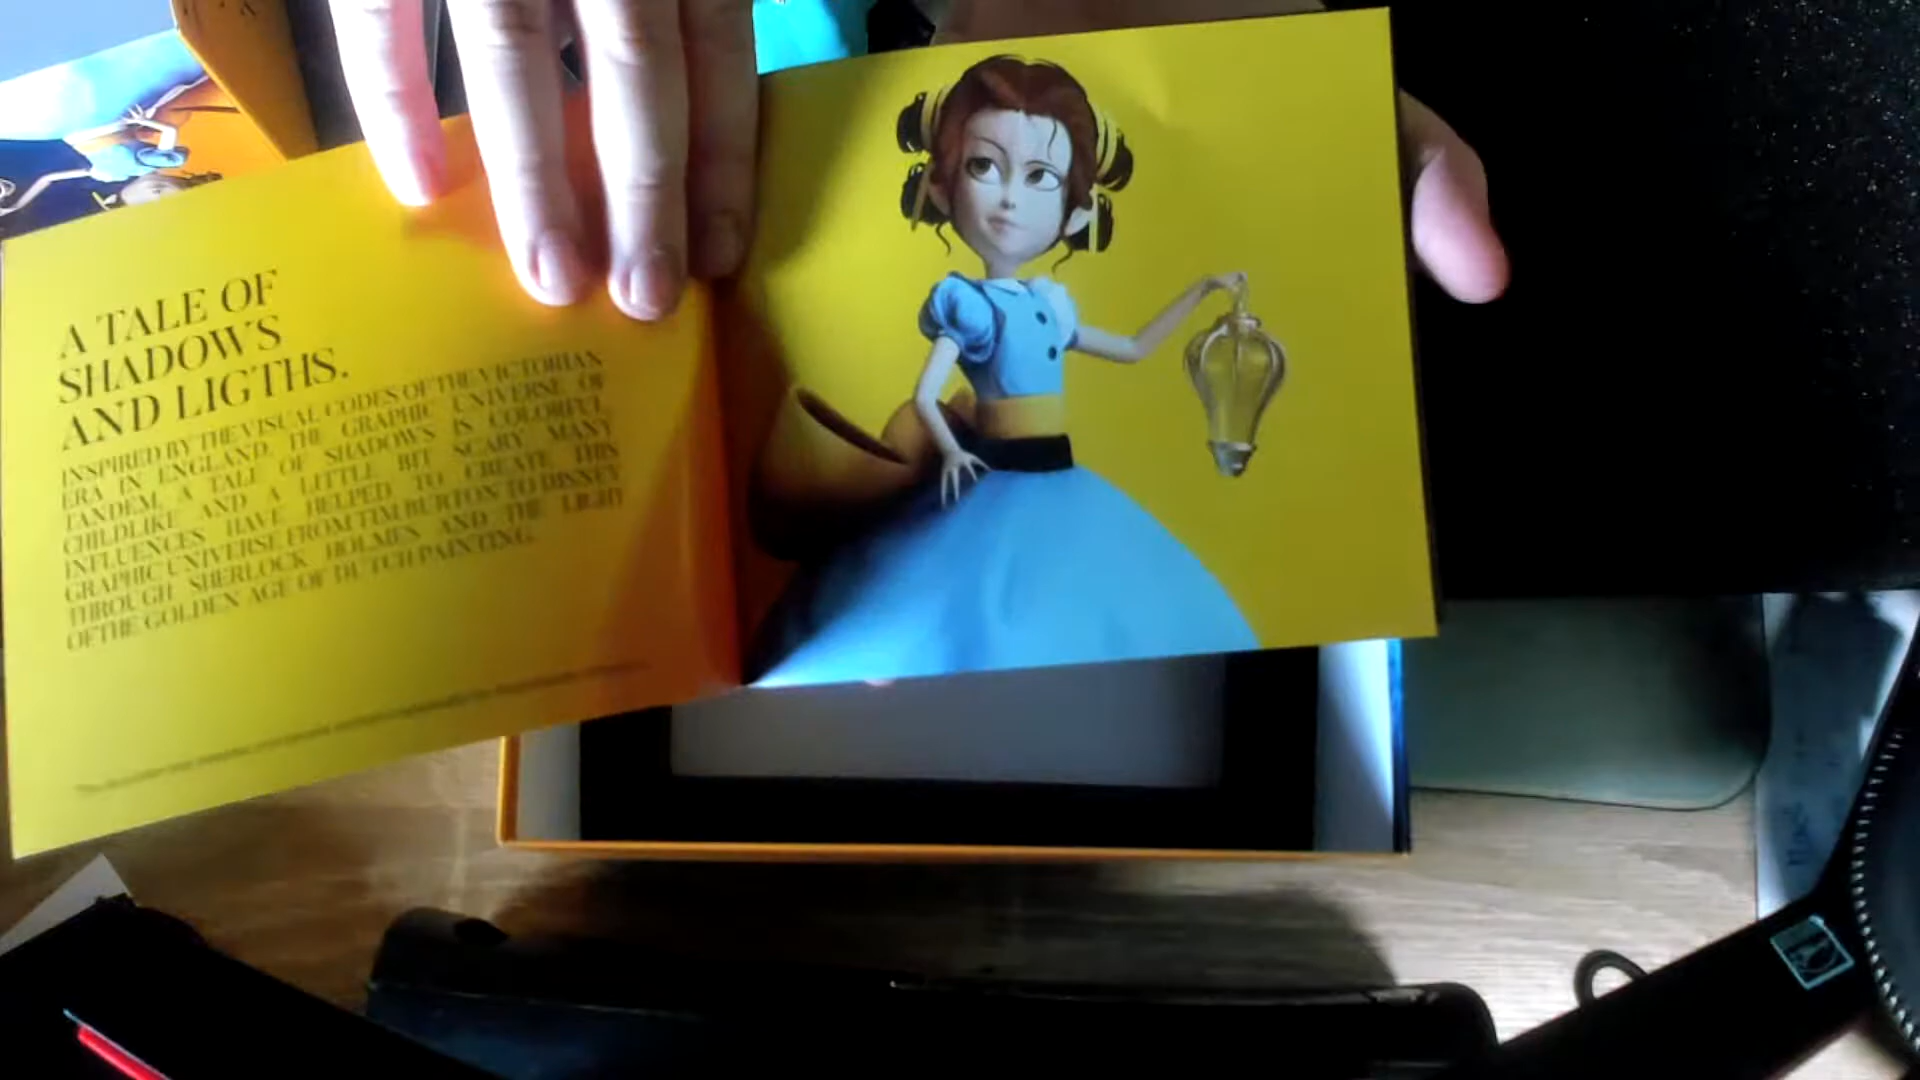 A TALE OF
SHADOWS
AND LIGTHS.
INSPIRED BY THE VISUAL CODES OF THE VICTORIAN
ERA IN ENGLAND, THE GRAPHIC UNIVERSE OF
TANDEM, A TALE OF SHADOWS IS COLORFUL,
CHILDLIKE AND A LITTLE BIT SCARY. MANY
INFLUENCES HAVE HELPED TO CREATE THIS
GRAPHIC UNIVERSE FROM TIM BURTON TO DISNEY
THROUGH SHERLOCK HOLMES AND THE LIGHT
OF THE GOLDEN AGE OF DUTCH PAINTING.